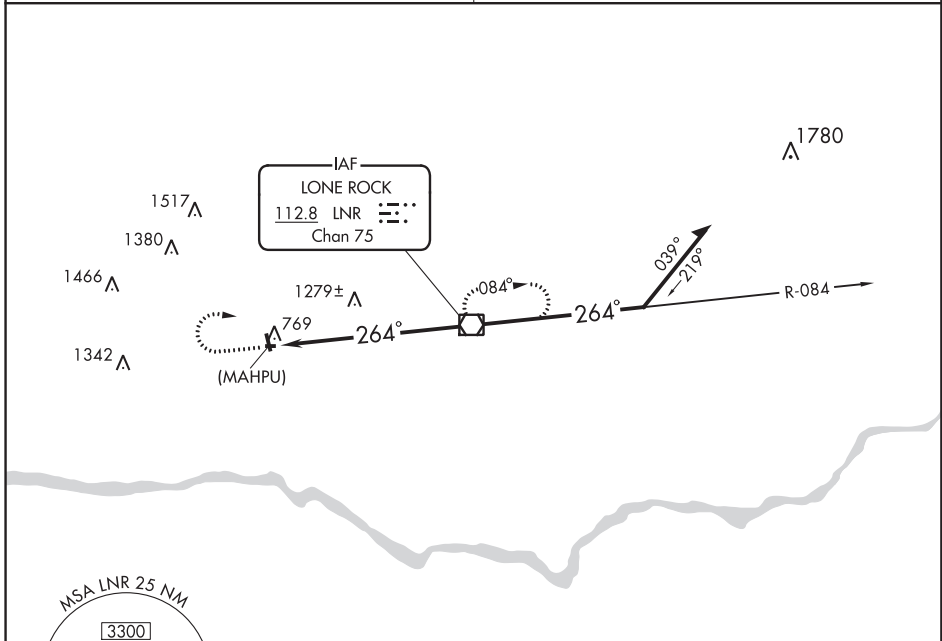 1780
IAF
LONE ROCK
112.8 LNR
Chan 75
1517
1380
1466
1279±
1342
769
(MAHPU)
264°
084°
264°
039°
219°
R-084
MSA LNR 25 NM
3300